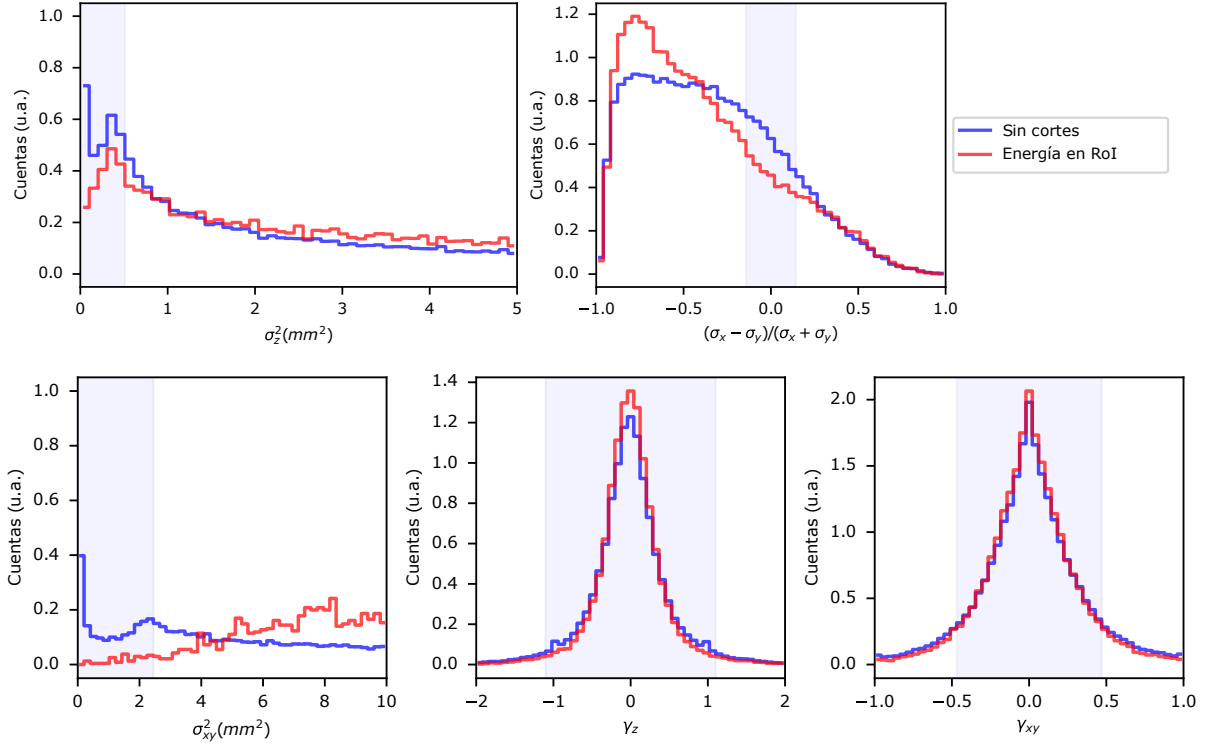 1.0
0.8
0.6
0.4
0.2
0.0
Cuentas (u.a.)
0 1 2 3 4 5
σ_z^2(mm^2)
1.2
1.0
0.8
0.6
0.4
0.2
0.0
Cuentas (u.a.)
−1.0 −0.5 0.0 0.5 1.0
(σ_x − σ_y)/(σ_x + σ_y)
Sin cortes
Energía en RoI
1.0
0.8
0.6
0.4
0.2
0.0
Cuentas (u.a.)
0 2 4 6 8 10
σ_xy^2(mm^2)
1.4
1.2
1.0
0.8
0.6
0.4
0.2
0.0
Cuentas (u.a.)
−2 −1 0 1 2
γ_z
2.0
1.5
1.0
0.5
0.0
Cuentas (u.a.)
−1.0 −0.5 0.0 0.5 1.0
γ_xy